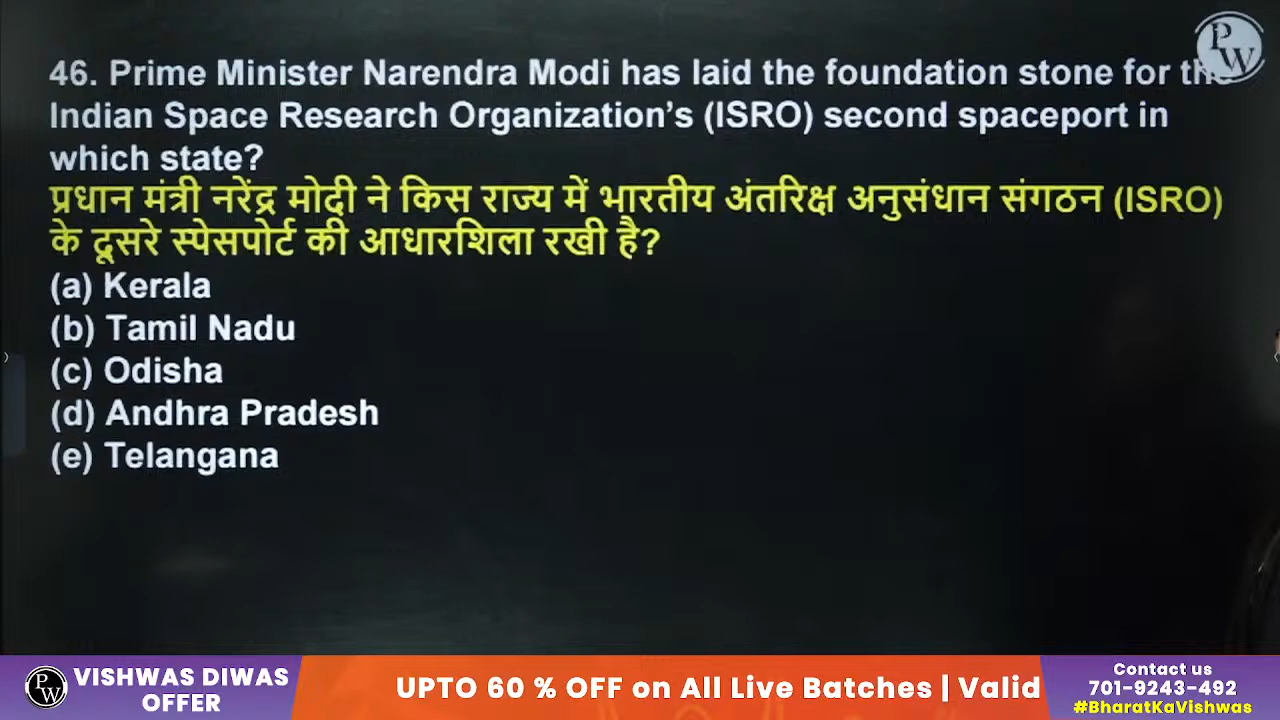 46. Prime Minister Narendra Modi has laid the foundation stone for the
Indian Space Research Organization's (ISRO) second spaceport in
which state?
प्रधान मंत्री नरेंद्र मोदी ने किस राज्य में भारतीय अंतरिक्ष अनुसंधान संगठन (ISRO)
के दूसरे स्पेसपोर्ट की आधारशिला रखी है?
(a) Kerala
(b) Tamil Nadu
(c) Odisha
(d) Andhra Pradesh
(e) Telangana
PW
PW
VISHWAS DIWAS
OFFER
UPTO 60 % OFF on All Live Batches | Valid
Contact us
701-9243-492
#BharatKaVishwas